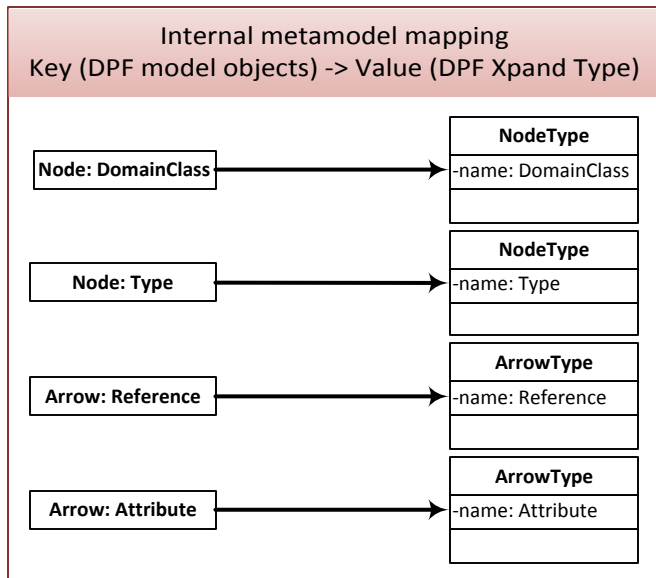 Internal metamodel mapping
Key (DPF model objects) -> Value (DPF Xpand Type)
Node: DomainClass
NodeType
-name: DomainClass
Node: Type
NodeType
-name: Type
Arrow: Reference
ArrowType
-name: Reference
Arrow: Attribute
ArrowType
-name: Attribute